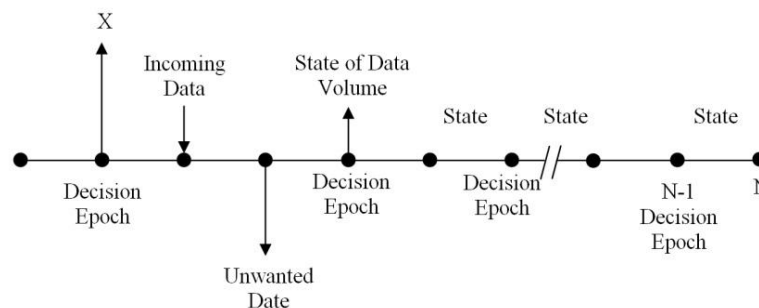 X
Incoming
Data
State of Data
Volume
State
State
State
Decision
Epoch
Decision
Epoch
Decision
Epoch
N-1
Decision
Epoch
N
Unwanted
Date